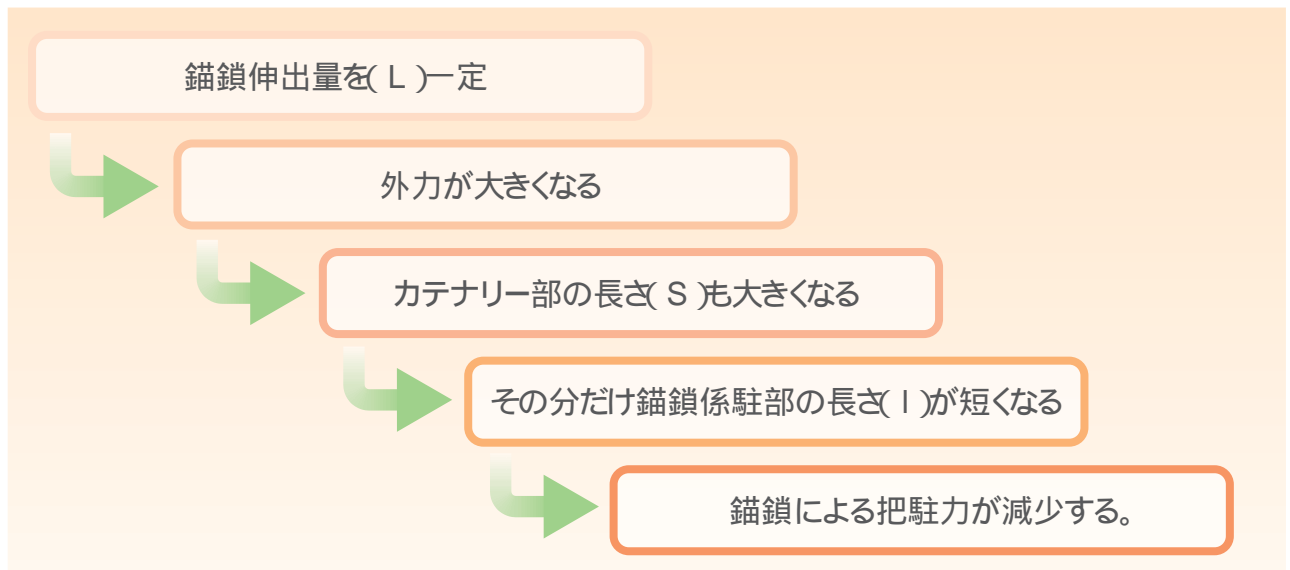 錨鎖伸出量を(L)一定
外力が大きくなる
カテナリー部の長さ(S)も大きくなる
その分だけ錨鎖係駐部の長さ(l)が短くなる
錨鎖による把駐力が減少する。